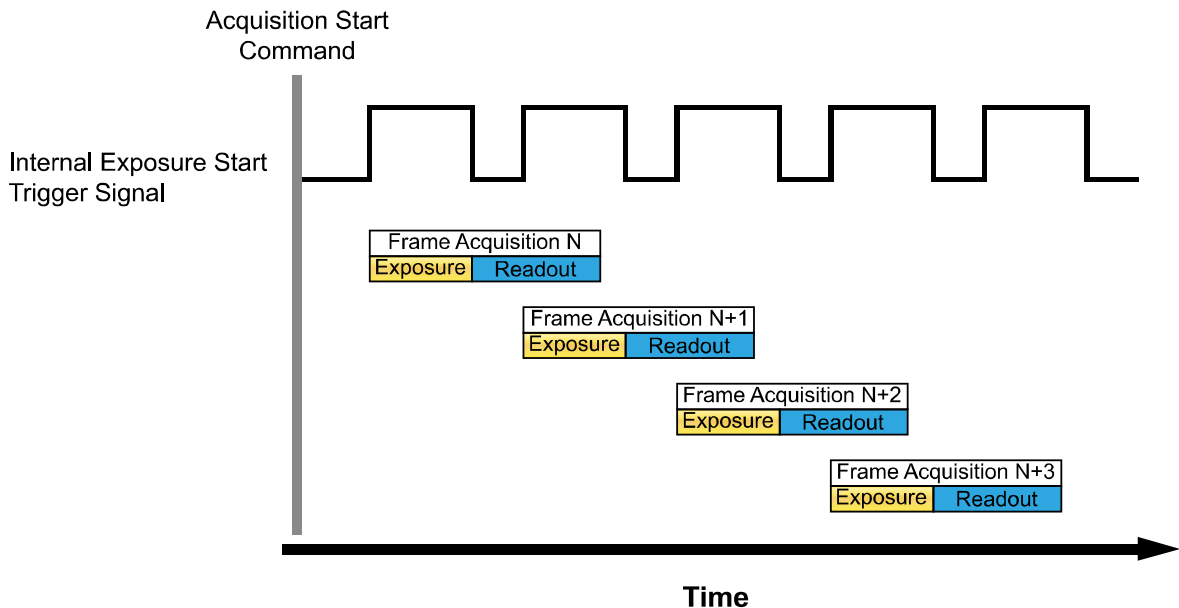 Acquisition Start
Command
Internal Exposure Start
Trigger Signal
Frame Acquisition N
Exposure Readout
Frame Acquisition N+1
Exposure Readout
Frame Acquisition N+2
Exposure Readout
Frame Acquisition N+3
Exposure Readout
Time